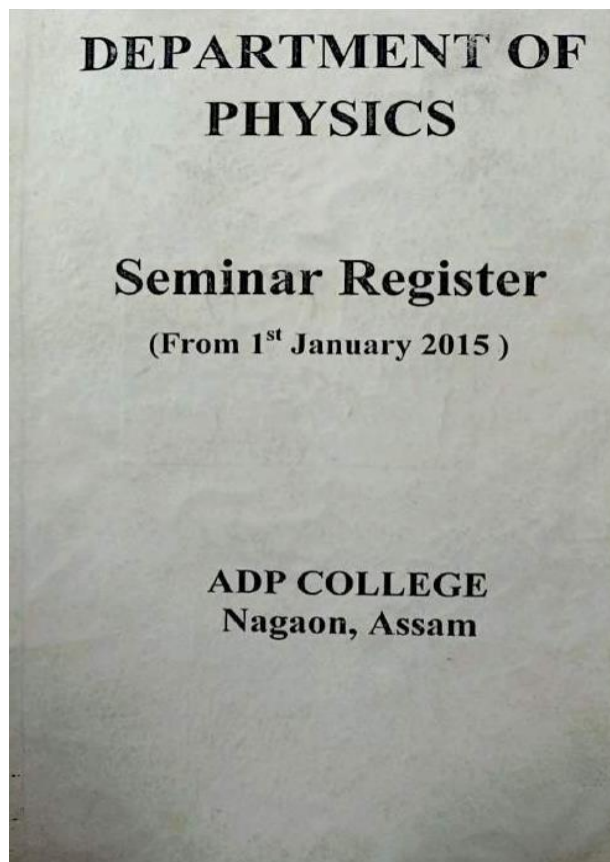 DEPARTMENT OF
PHYSICS
Seminar Register
(From 1st January 2015 )
ADP COLLEGE
Nagaon, Assam